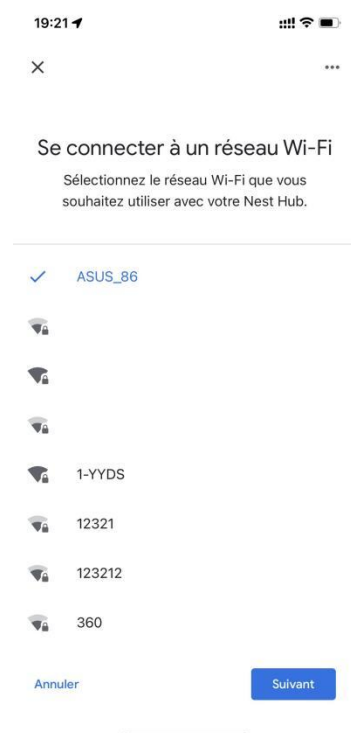 19:21
Se connecter à un réseau Wi-Fi
Sélectionnez le réseau Wi-Fi que vous
souhaitez utiliser avec votre Nest Hub.
ASUS_86
1-YYDS
12321
123212
360
Annuler
Suivant